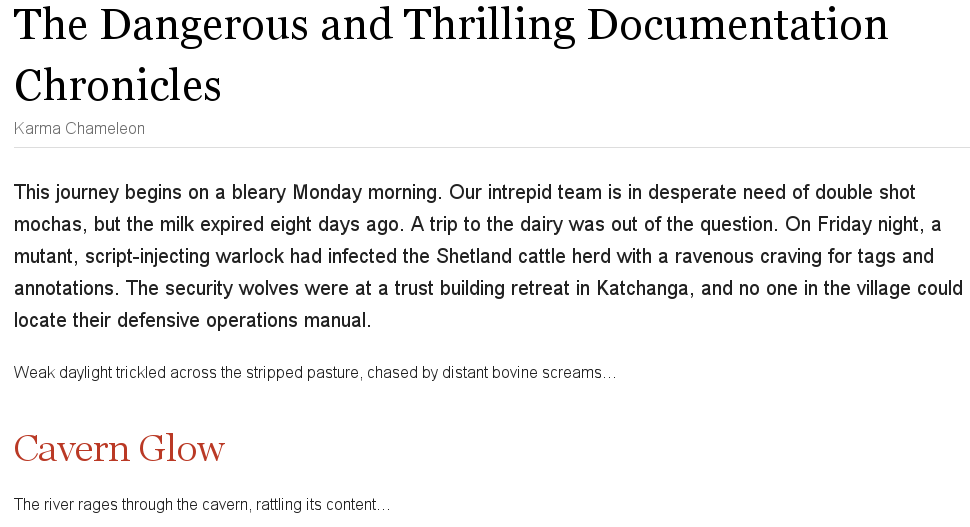 The Dangerous and Thrilling Documentation
Chronicles
Karma Chameleon
This journey begins on a bleary Monday morning. Our intrepid team is in desperate need of double shot
mochas, but the milk expired eight days ago. A trip to the dairy was out of the question. On Friday night, a
mutant, script-injecting warlock had infected the Shetland cattle herd with a ravenous craving for tags and
annotations. The security wolves were at a trust building retreat in Katchanga, and no one in the village could
locate their defensive operations manual.
Weak daylight trickled across the stripped pasture, chased by distant bovine screams…
Cavern Glow
The river rages through the cavern, rattling its content…